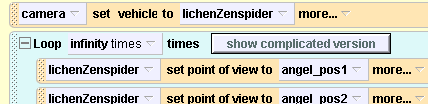 camera set vehicle to lichenZenspider more...
Loop infinity times times show complicated version
lichenZenspider set point of view to angel_pos1 more...
lichenZenspider set point of view to angel_pos2 more...